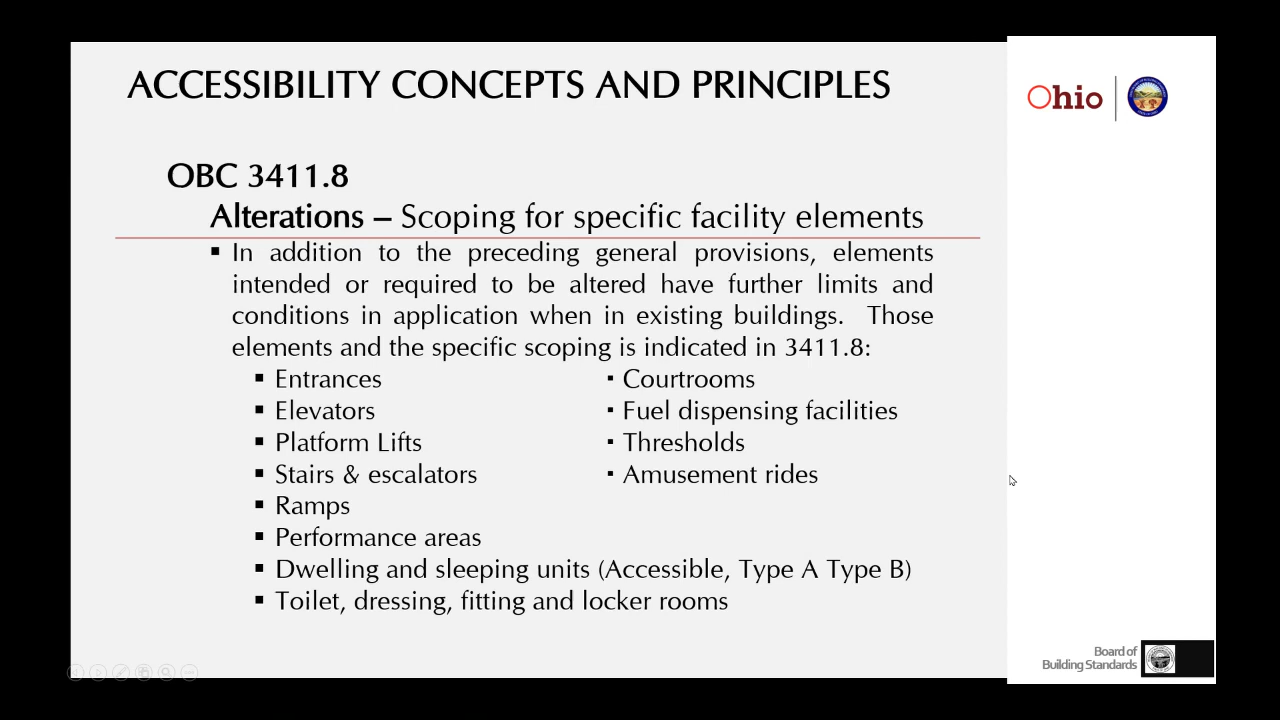 ACCESSIBILITY CONCEPTS AND PRINCIPLES
Ohio
OBC 3411.8
Alterations – Scoping for specific facility elements
▪ In addition to the preceding general provisions, elements
intended or required to be altered have further limits and
conditions in application when in existing buildings. Those
elements and the specific scoping is indicated in 3411.8:
▪ Entrances
▪ Elevators
▪ Platform Lifts
▪ Stairs & escalators
▪ Ramps
▪ Performance areas
▪ Dwelling and sleeping units (Accessible, Type A Type B)
▪ Toilet, dressing, fitting and locker rooms
▪ Courtrooms
▪ Fuel dispensing facilities
▪ Thresholds
▪ Amusement rides
Board of
Building Standards